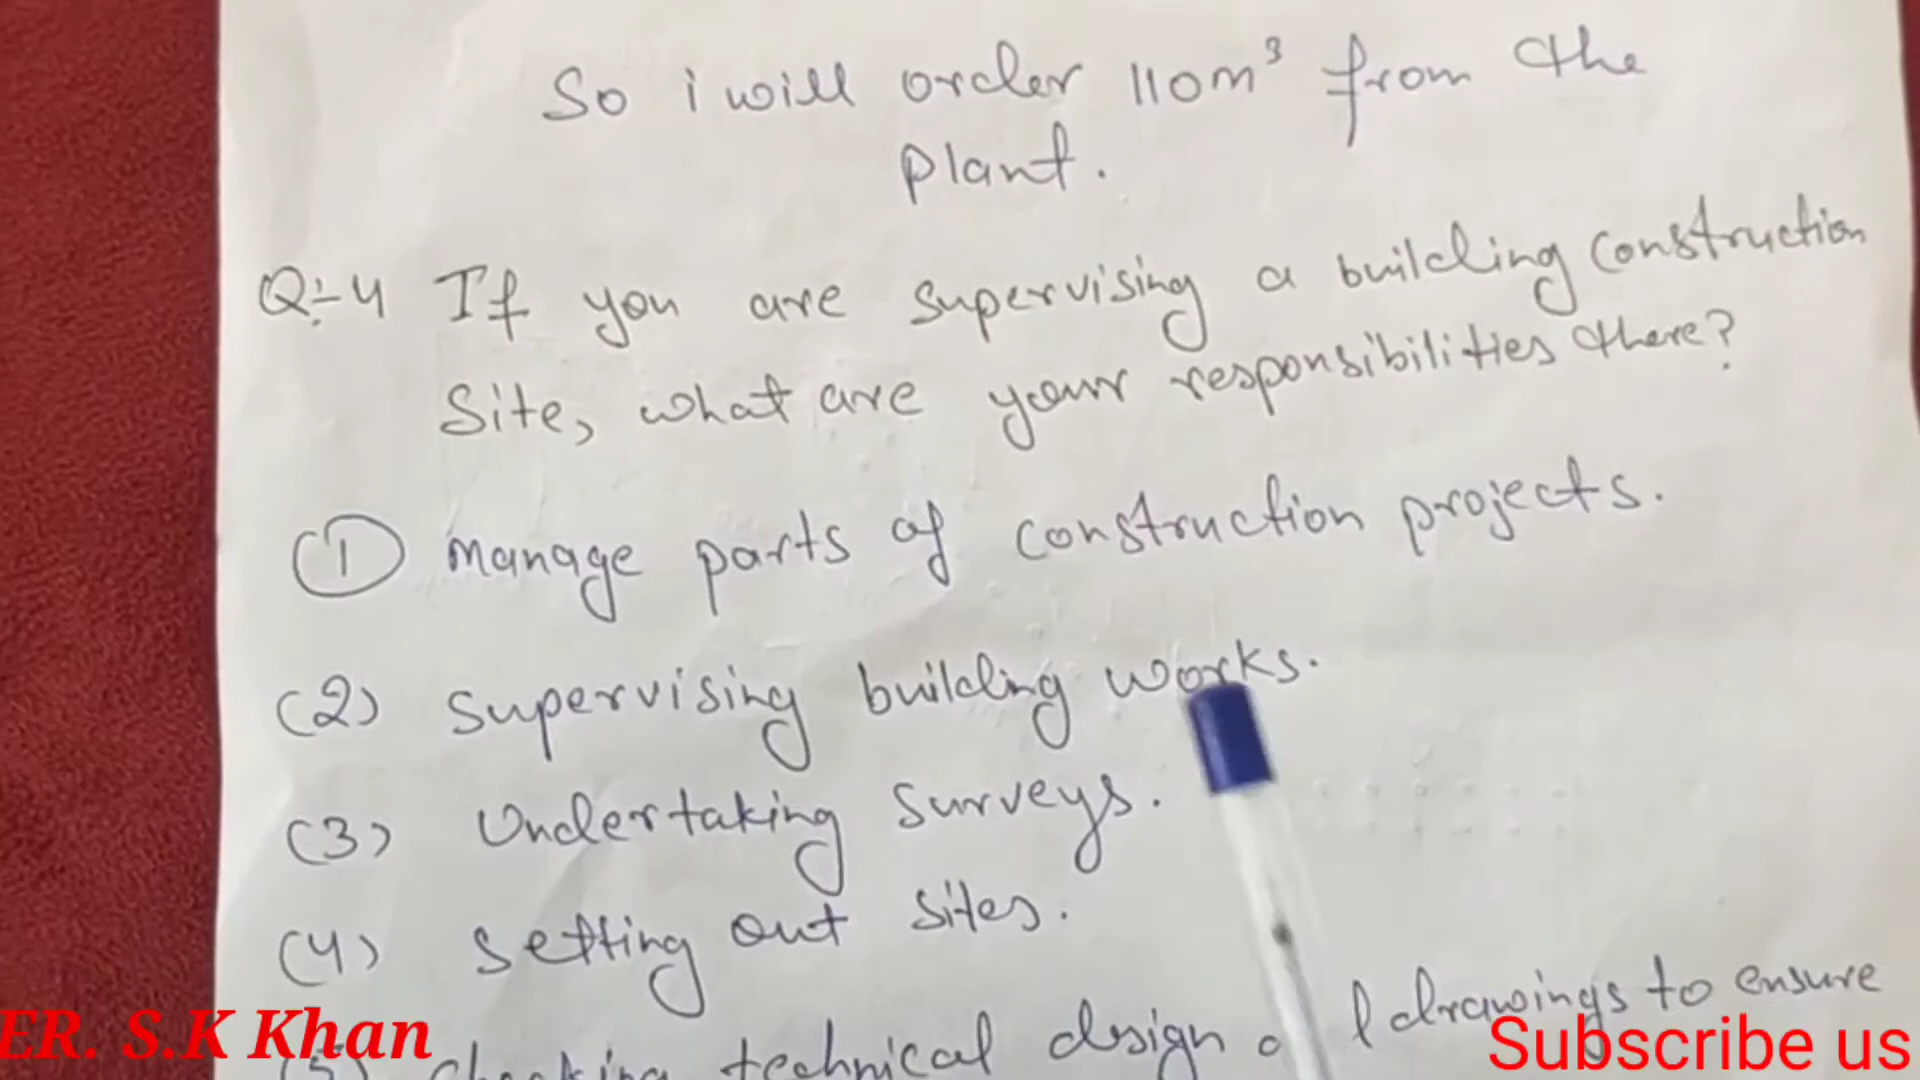 So i will order 110m³ from the
plant.
Q:-4 If you are supervising a building construction
Site, what are your responsibilities there?
(1) manage parts of construction projects.
(2) supervising building works.
(3) Undertaking surveys.
(4) setting out sites.
(5) checking technical design drawings to ensure
ER. S.K Khan
Subscribe us